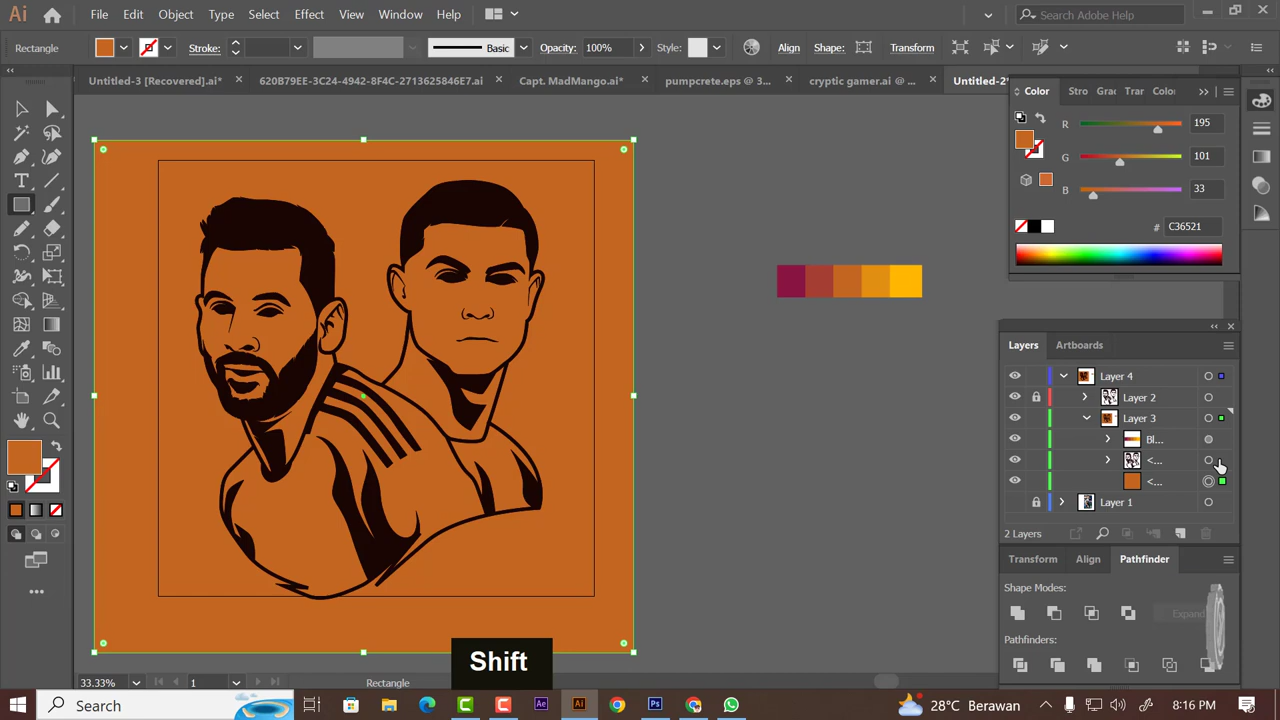 Ai
File Edit Object Type Select Effect View Window Help
Search Adobe Help
Rectangle Stroke: Basic Opacity: 100% Style: Align Shape: Transform
Untitled-3 [Recovered].ai* × 620B79EE-3C24-4942-8F4C-2713625846E7.ai × Capt. MadMango.ai* × pumpcrete.eps @ 3... × cryptic gamer.ai @ ... × Untitled-2
Color Stro Grac Trar Colo
R 195
G 101
B 33
# C36521
Layers Artboards
Layer 4
Layer 2
Layer 3
Bl...
<...
<...
Layer 1
2 Layers
Transform Align Pathfinder
Shape Modes:
Expand
Pathfinders:
Shift
33.33% 1 Rectangle
Search
28°C Berawan 8:16 PM